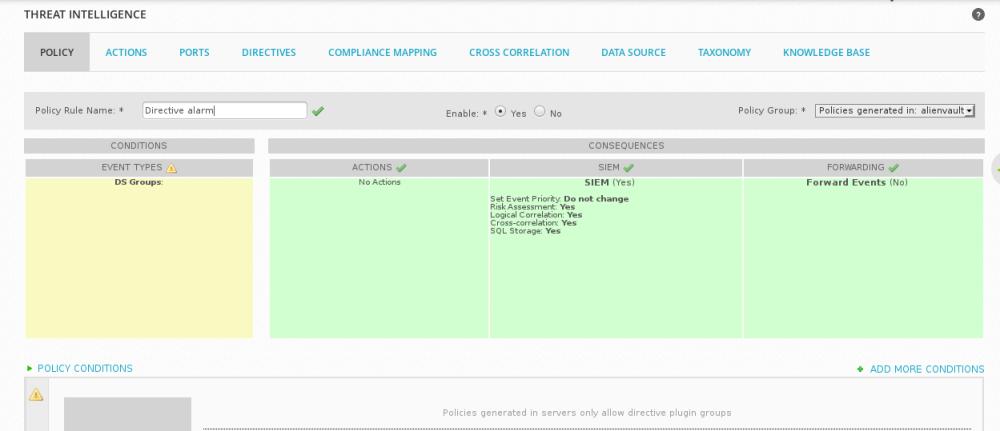 THREAT INTELLIGENCE ?
POLICY ACTIONS PORTS DIRECTIVES COMPLIANCE MAPPING CROSS CORRELATION DATA SOURCE TAXONOMY KNOWLEDGE BASE
Policy Rule Name: * Directive alarm Enable: * Yes No Policy Group: * Policies generated in: alienvault
CONDITIONS CONSEQUENCES
EVENT TYPES ACTIONS SIEM FORWARDING
DS Groups: No Actions SIEM (Yes) Forward Events (No)
Set Event Priority: Do not change
Risk Assessment: Yes
Logical Correlation: Yes
Cross-correlation: Yes
SQL Storage: Yes
POLICY CONDITIONS ADD MORE CONDITIONS
Policies generated in servers only allow directive plugin groups